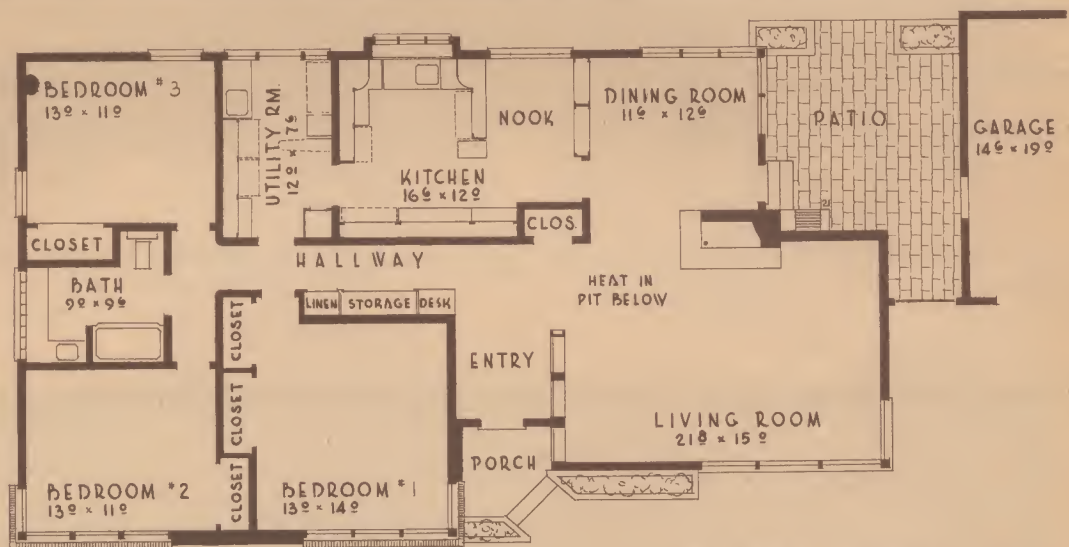 BEDROOM #3
13⁰ × 11⁰
UTILITY RM.
12⁰ × 7⁶
NOOK
KITCHEN
16⁶ × 12⁰
DINING ROOM
11⁶ × 12⁶
PATIO
GARAGE
14⁶ × 19⁰
CLOSET
CLOS.
HALLWAY
BATH
9⁰ × 9⁶
LINEN
STORAGE
DESK
HEAT IN
PIT BELOW
CLOSET
CLOSET
CLOSET
ENTRY
LIVING ROOM
21⁸ × 15⁰
PORCH
BEDROOM #2
13⁰ × 11⁰
BEDROOM #1
13⁰ × 14⁰